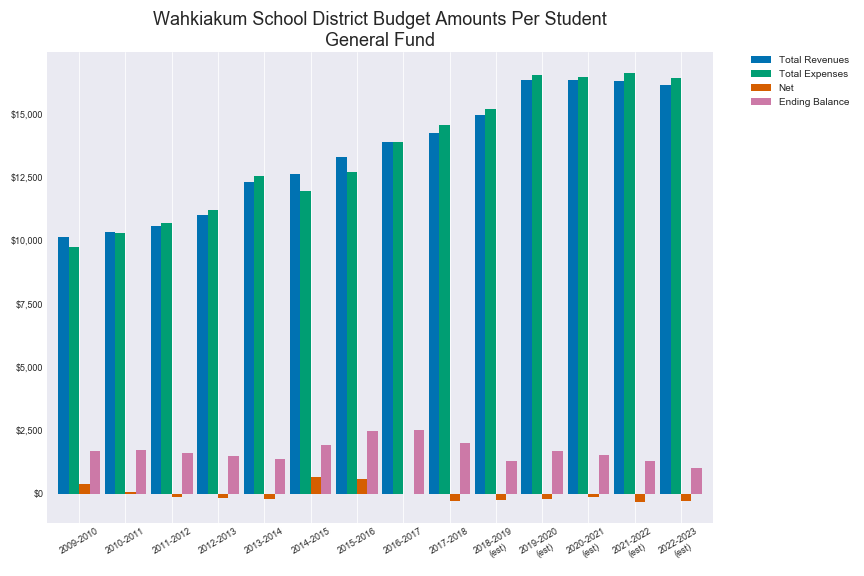 Wahkiakum School District Budget Amounts Per Student
General Fund
Total Revenues
Total Expenses
Net
Ending Balance
$15,000
$12,500
$10,000
$7,500
$5,000
$2,500
$0
2009-2010
2010-2011
2011-2012
2012-2013
2013-2014
2014-2015
2015-2016
2016-2017
2017-2018
2018-2019
(est)
2019-2020
(est)
2020-2021
(est)
2021-2022
(est)
2022-2023
(est)